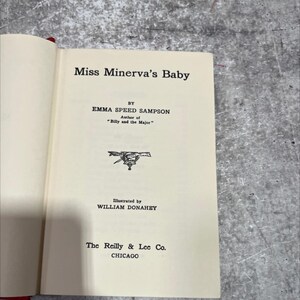 Miss Minerva's Baby
BY
EMMA SPEED SAMPSON
Author of
"Billy and the Major"
Illustrated by
WILLIAM DONAHEY
The Reilly & Lee Co.
CHICAGO